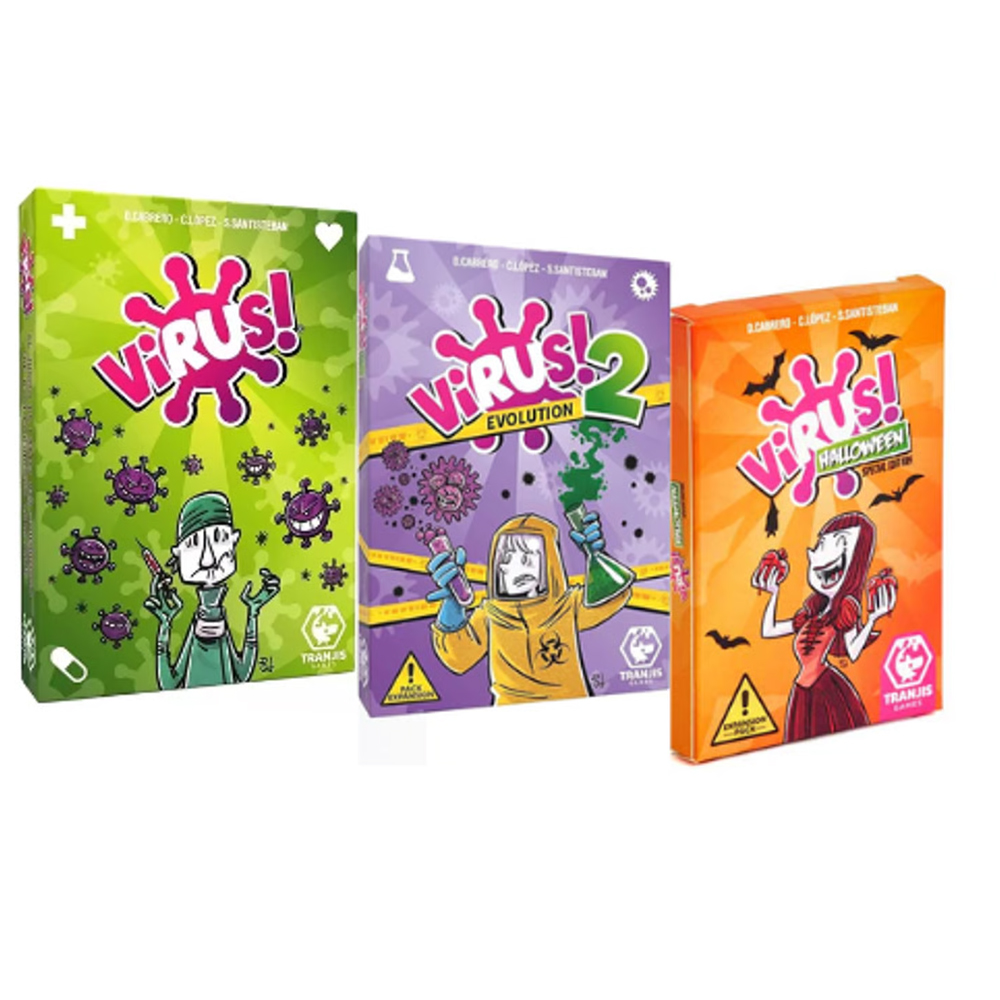 D.CABRERO - C.LÓPEZ - S.SANTISTEBAN
ViRUS!
TRANJIS
GAMES
D.CABRERO - C.LÓPEZ - S.SANTISTEBAN
ViRUS! 2
EVOLUTION
!
PACK
EXPANSION
TRANJIS
GAMES
D.CABRERO - C.LÓPEZ - S.SANTISTEBAN
ViRUS!
HALLOWEEN
SPECIAL EDITION
!
EXPANSION
PACK
TRANJIS
GAMES